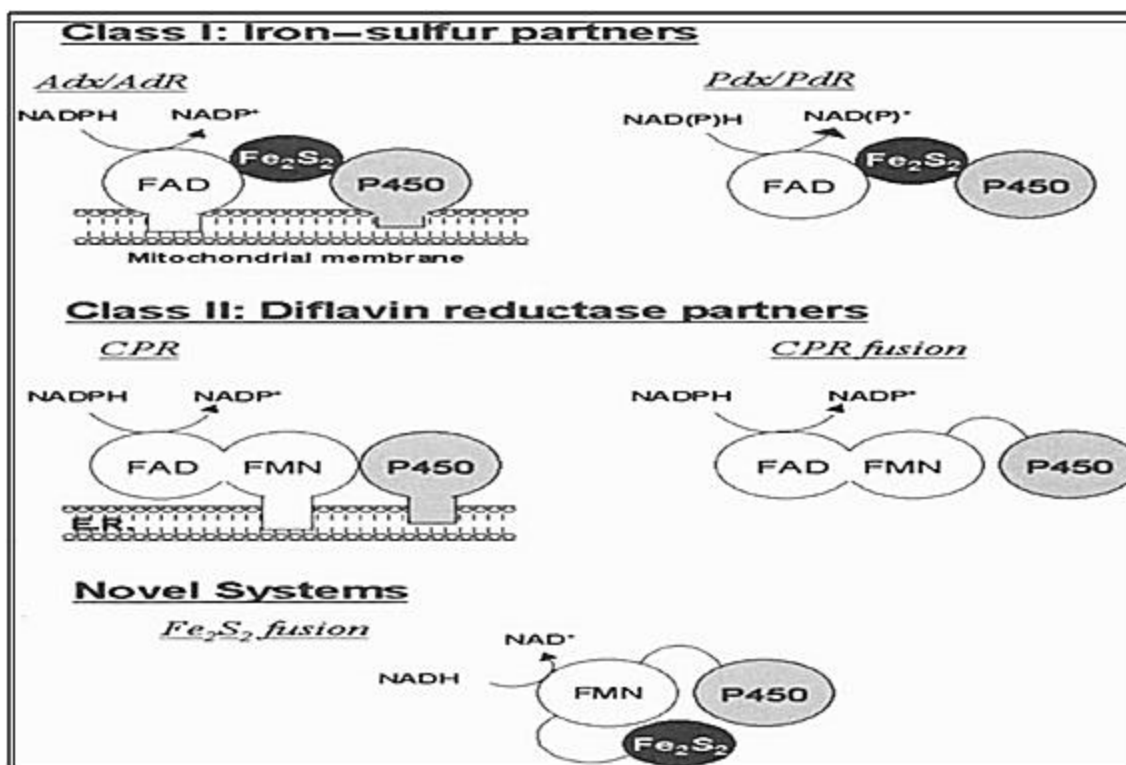 Class I: Iron–sulfur partners
Adx/AdR
Pdx/PdR
NADPH NADP⁺
NAD(P)H NAD(P)⁺
FAD Fe₂S₂ P450
FAD Fe₂S₂ P450
Mitochondrial membrane
Class II: Diflavin reductase partners
CPR
CPR fusion
NADPH NADP⁺
NADPH NADP⁺
FAD FMN P450
FAD FMN P450
E.R.
Novel Systems
Fe₂S₂ fusion
NAD⁺
NADH
FMN P450
Fe₂S₂